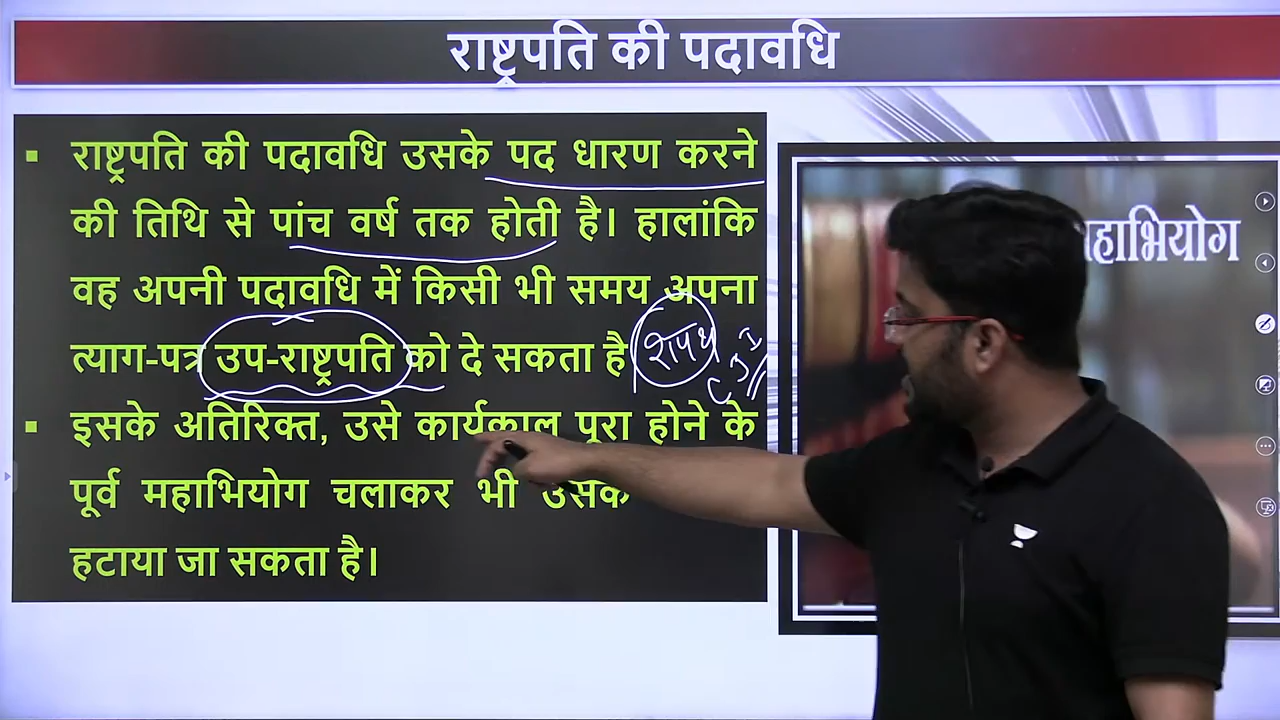 राष्ट्रपति की पदावधि
▪ राष्ट्रपति की पदावधि उसके पद धारण करने
की तिथि से पांच वर्ष तक होती है। हालांकि
वह अपनी पदावधि में किसी भी समय अपना
त्याग-पत्र उप-राष्ट्रपति को दे सकता है
शपथ
CJI
▪ इसके अतिरिक्त, उसे कार्यकाल पूरा होने के
पूर्व महाभियोग चलाकर भी
हटाया जा सकता है।